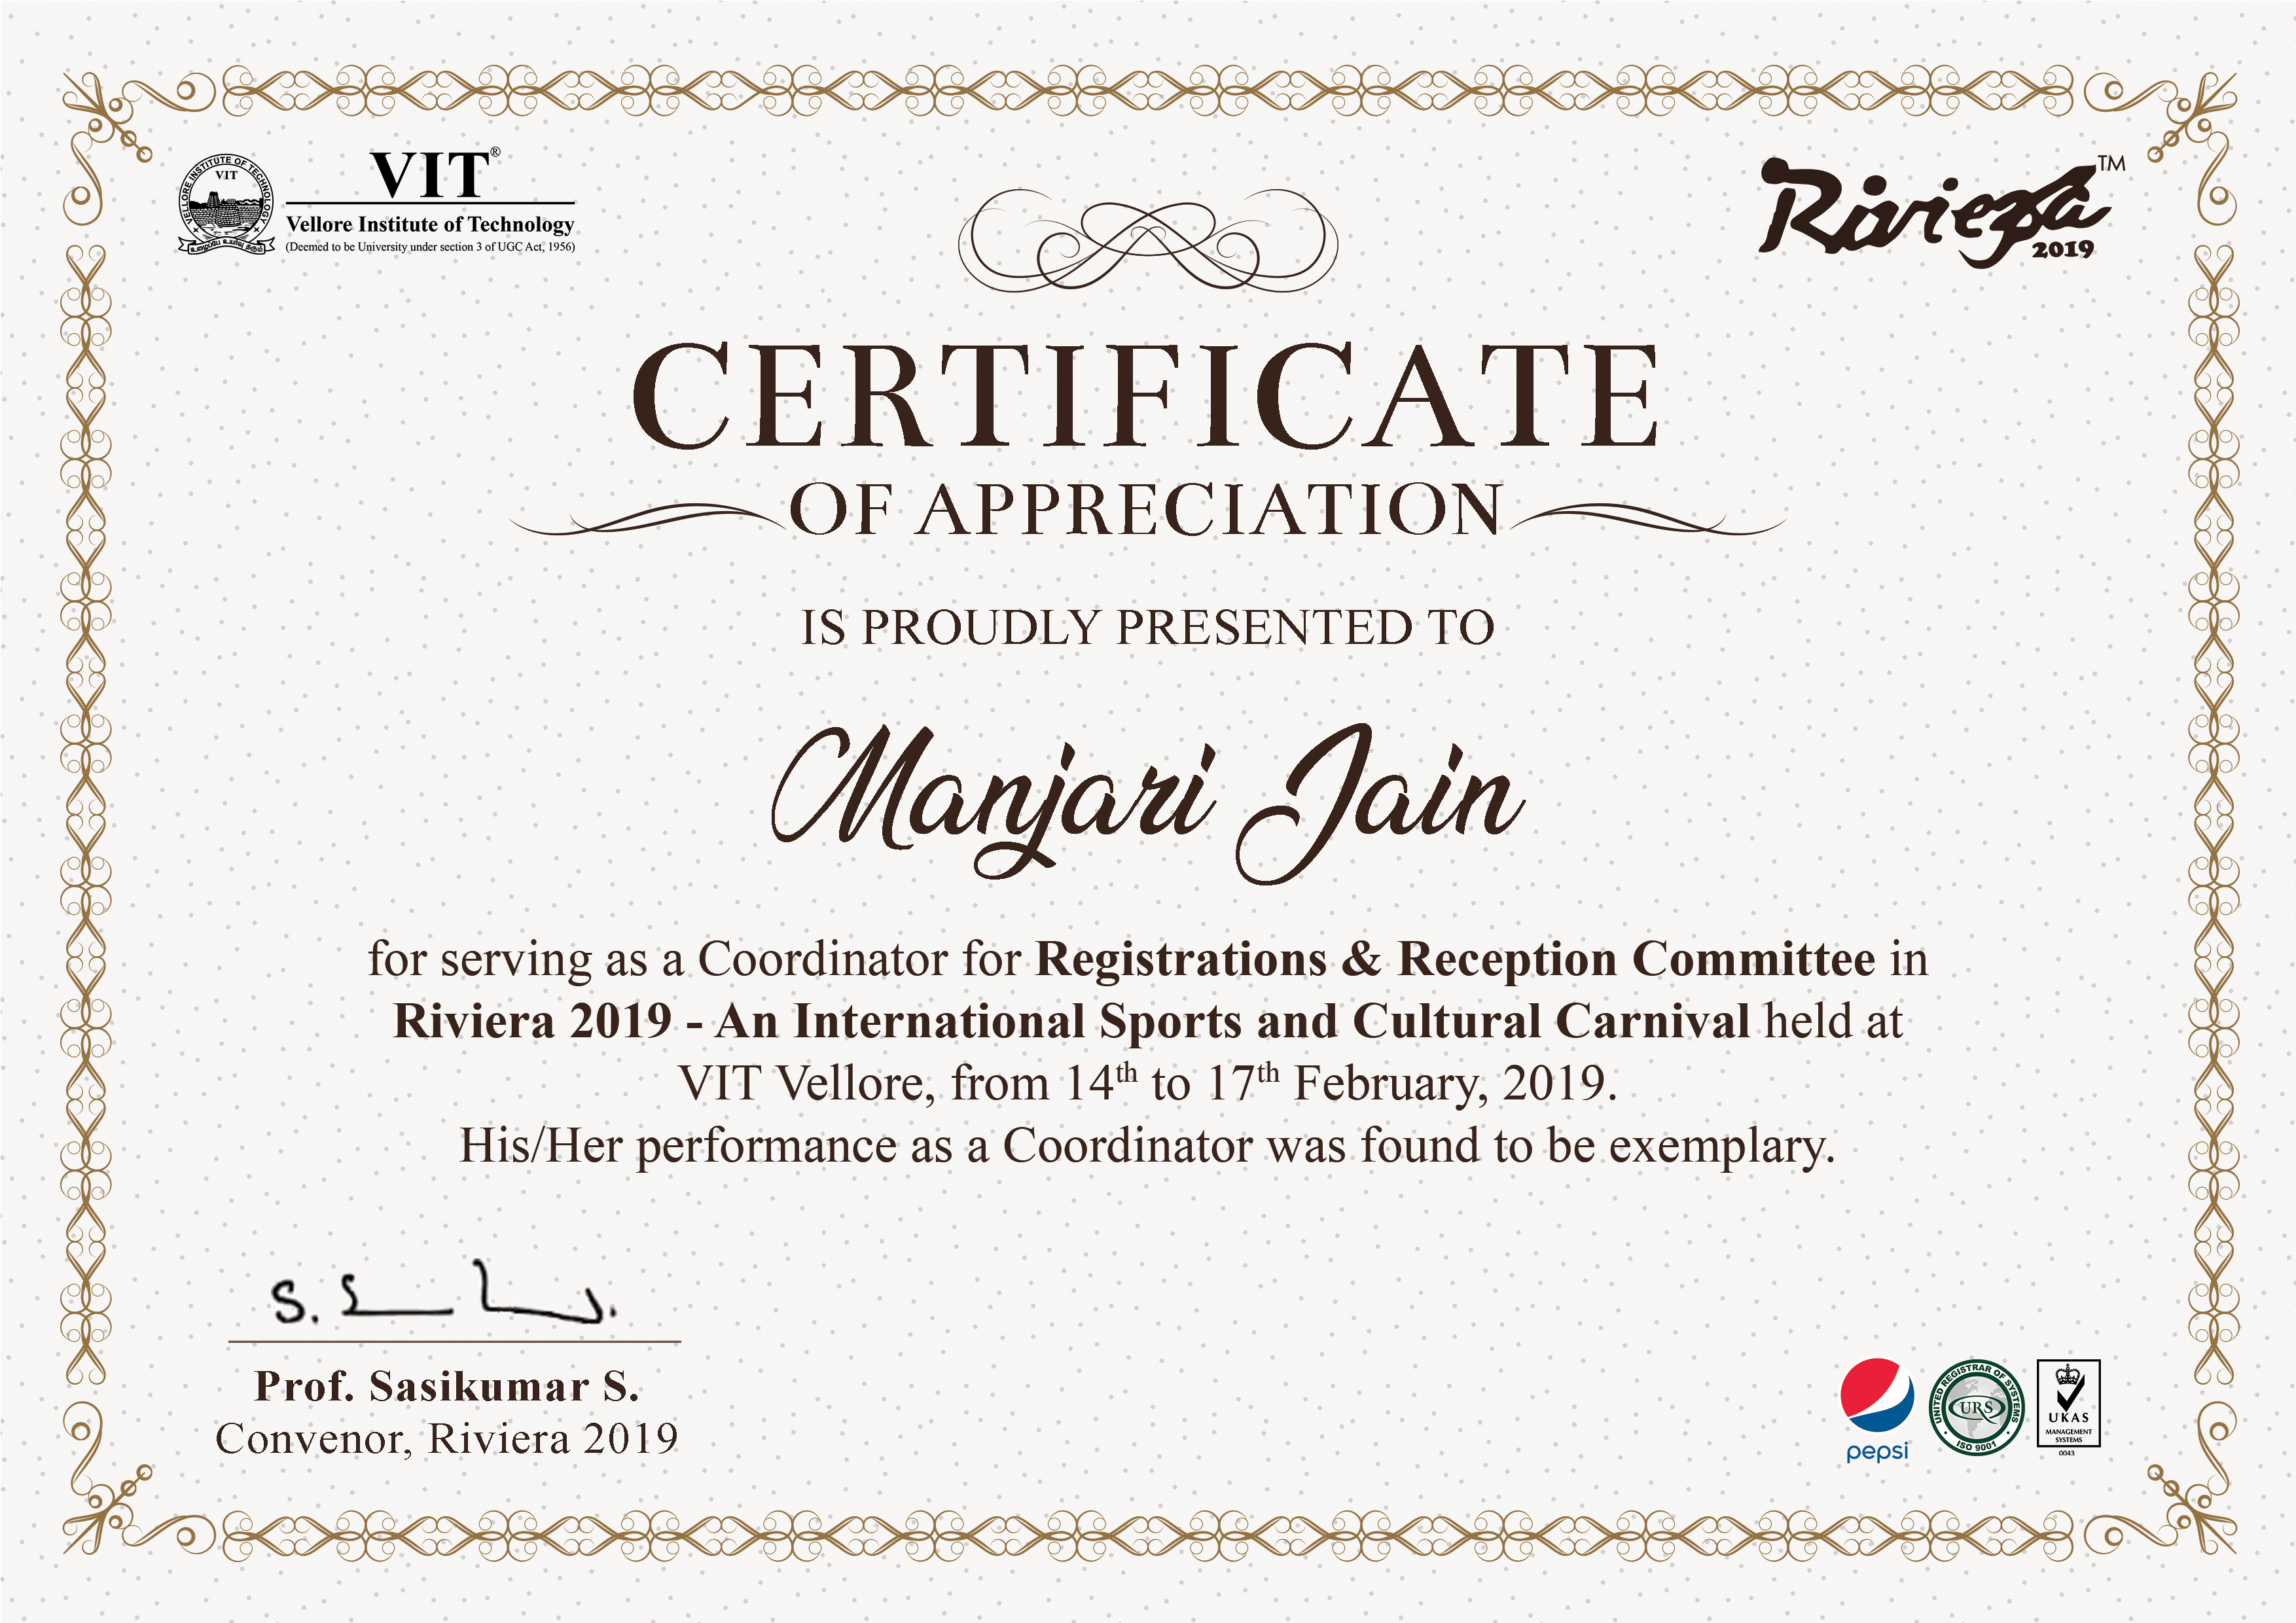 VELLORE INSTITUTE OF TECHNOLOGY
VIT
VIT®
Vellore Institute of Technology
(Deemed to be University under section 3 of UGC Act, 1956)
Riviera™
2019
CERTIFICATE
OF APPRECIATION
IS PROUDLY PRESENTED TO
Manjari Jain
for serving as a Coordinator for Registrations & Reception Committee in
Riviera 2019 - An International Sports and Cultural Carnival held at
VIT Vellore, from 14th to 17th February, 2019.
His/Her performance as a Coordinator was found to be exemplary.
Prof. Sasikumar S.
Convenor, Riviera 2019
pepsi
UNITED REGISTRAR OF SYSTEMS
URS
ISO 9001
UKAS
MANAGEMENT
SYSTEMS
0043